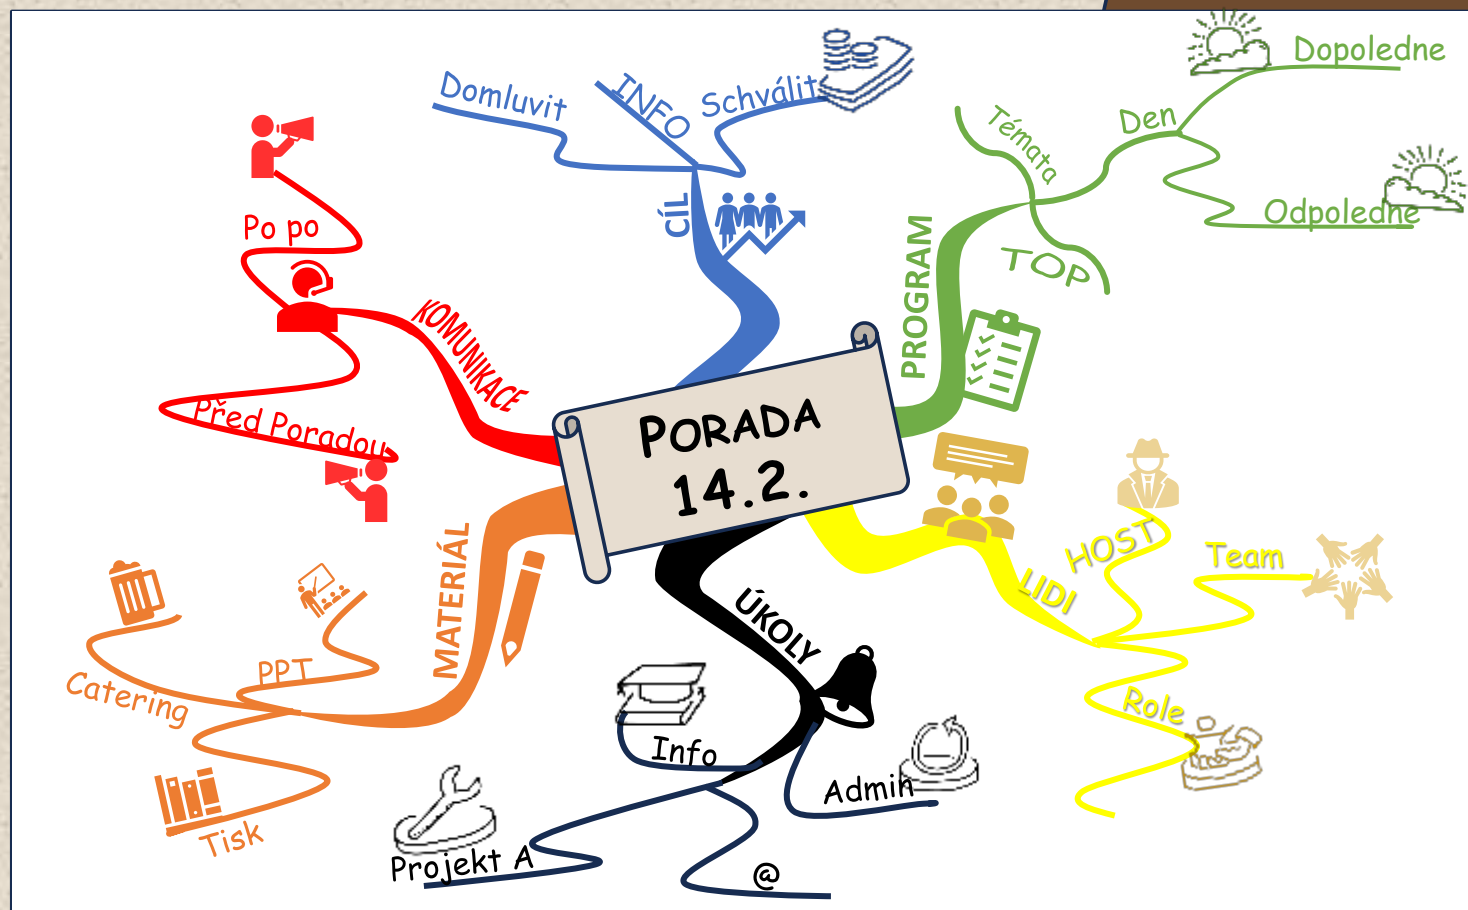 PORADA
14.2.
CÍL
Domluvit
INFO
Schválit
PROGRAM
Témata
Den
Dopoledne
Odpoledne
TOP
LIDI
HOST
Team
Role
ÚKOLY
Info
Admin
Projekt A
@
MATERIÁL
PPT
Catering
Tisk
KOMUNIKACE
Po po
Před Poradou